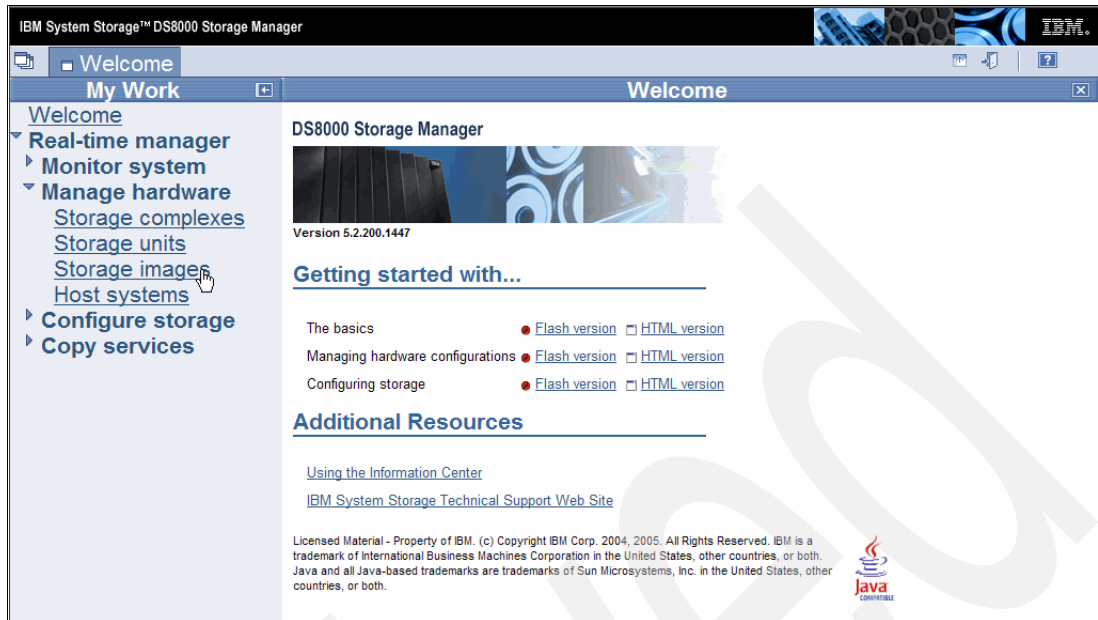 IBM System Storage™ DS8000 Storage Manager
IBM.
Welcome
?
My Work
Welcome
Welcome
Real-time manager
Monitor system
Manage hardware
Storage complexes
Storage units
Storage images
Host systems
Configure storage
Copy services
DS8000 Storage Manager
Version 5.2.200.1447
Getting started with...
The basics Flash version HTML version
Managing hardware configurations Flash version HTML version
Configuring storage Flash version HTML version
Additional Resources
Using the Information Center
IBM System Storage Technical Support Web Site
Licensed Material - Property of IBM. (c) Copyright IBM Corp. 2004, 2005. All Rights Reserved. IBM is a
trademark of International Business Machines Corporation in the United States, other countries, or both.
Java and all Java-based trademarks are trademarks of Sun Microsystems, Inc. in the United States, other
countries, or both.
Java
COMPATIBLE